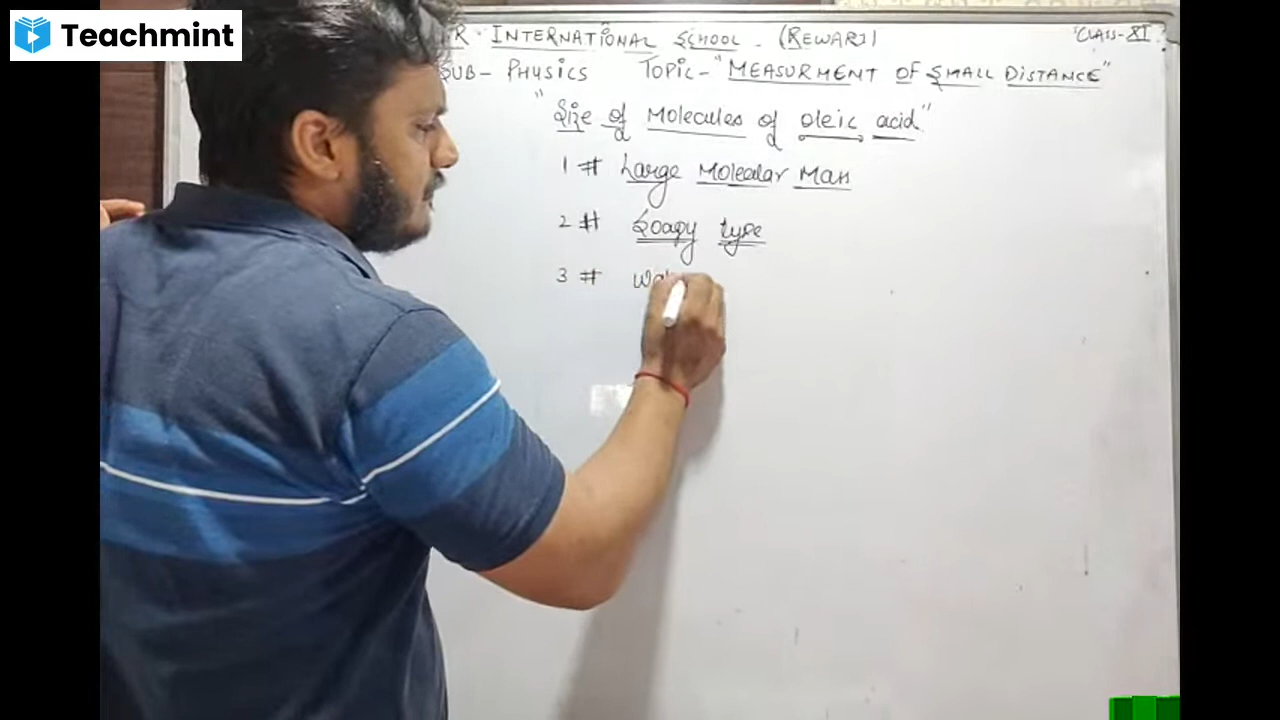 Teachmint
R. INTERNATIONAL SCHOOL. (REWARI) CLASS-XI
SUB- PHYSICS TOPIC- "MEASURMENT OF SMALL DISTANCE"
"Size of Molecules of oleic acid"
1 # Large Molecular Mass
2 # Soapy type
3 #